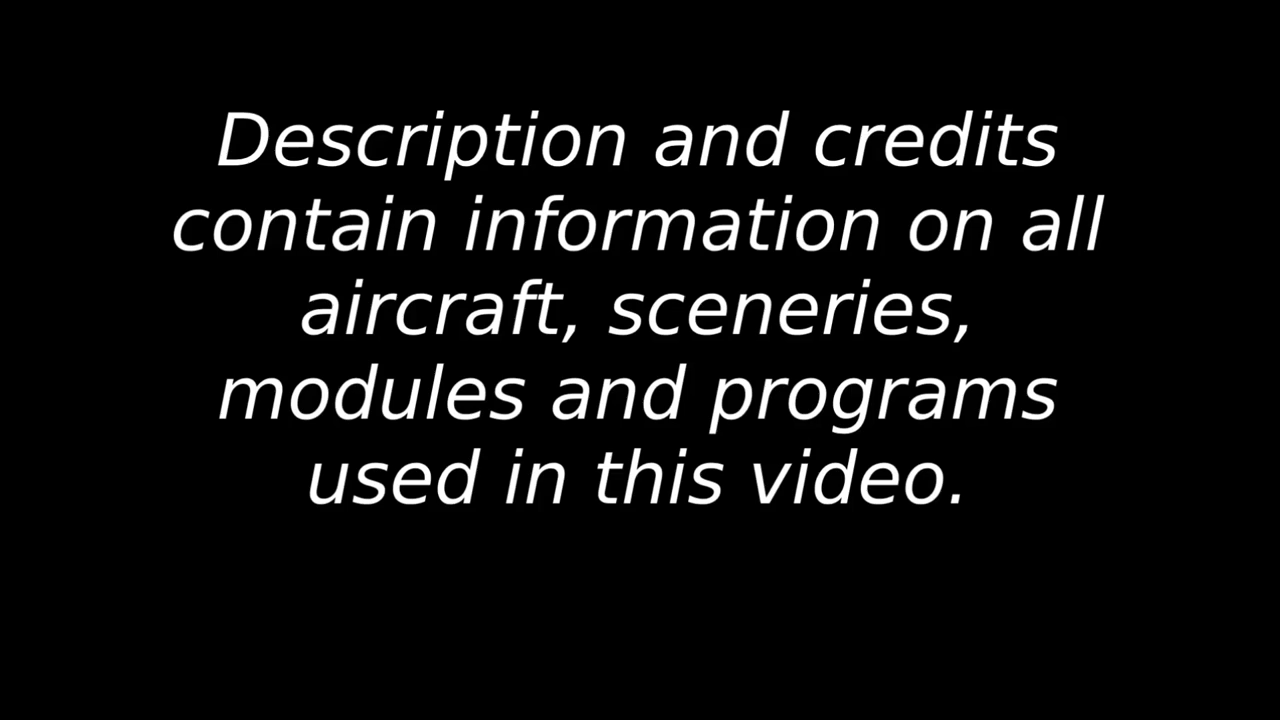 Description and credits
contain information on all
aircraft, sceneries,
modules and programs
used in this video.